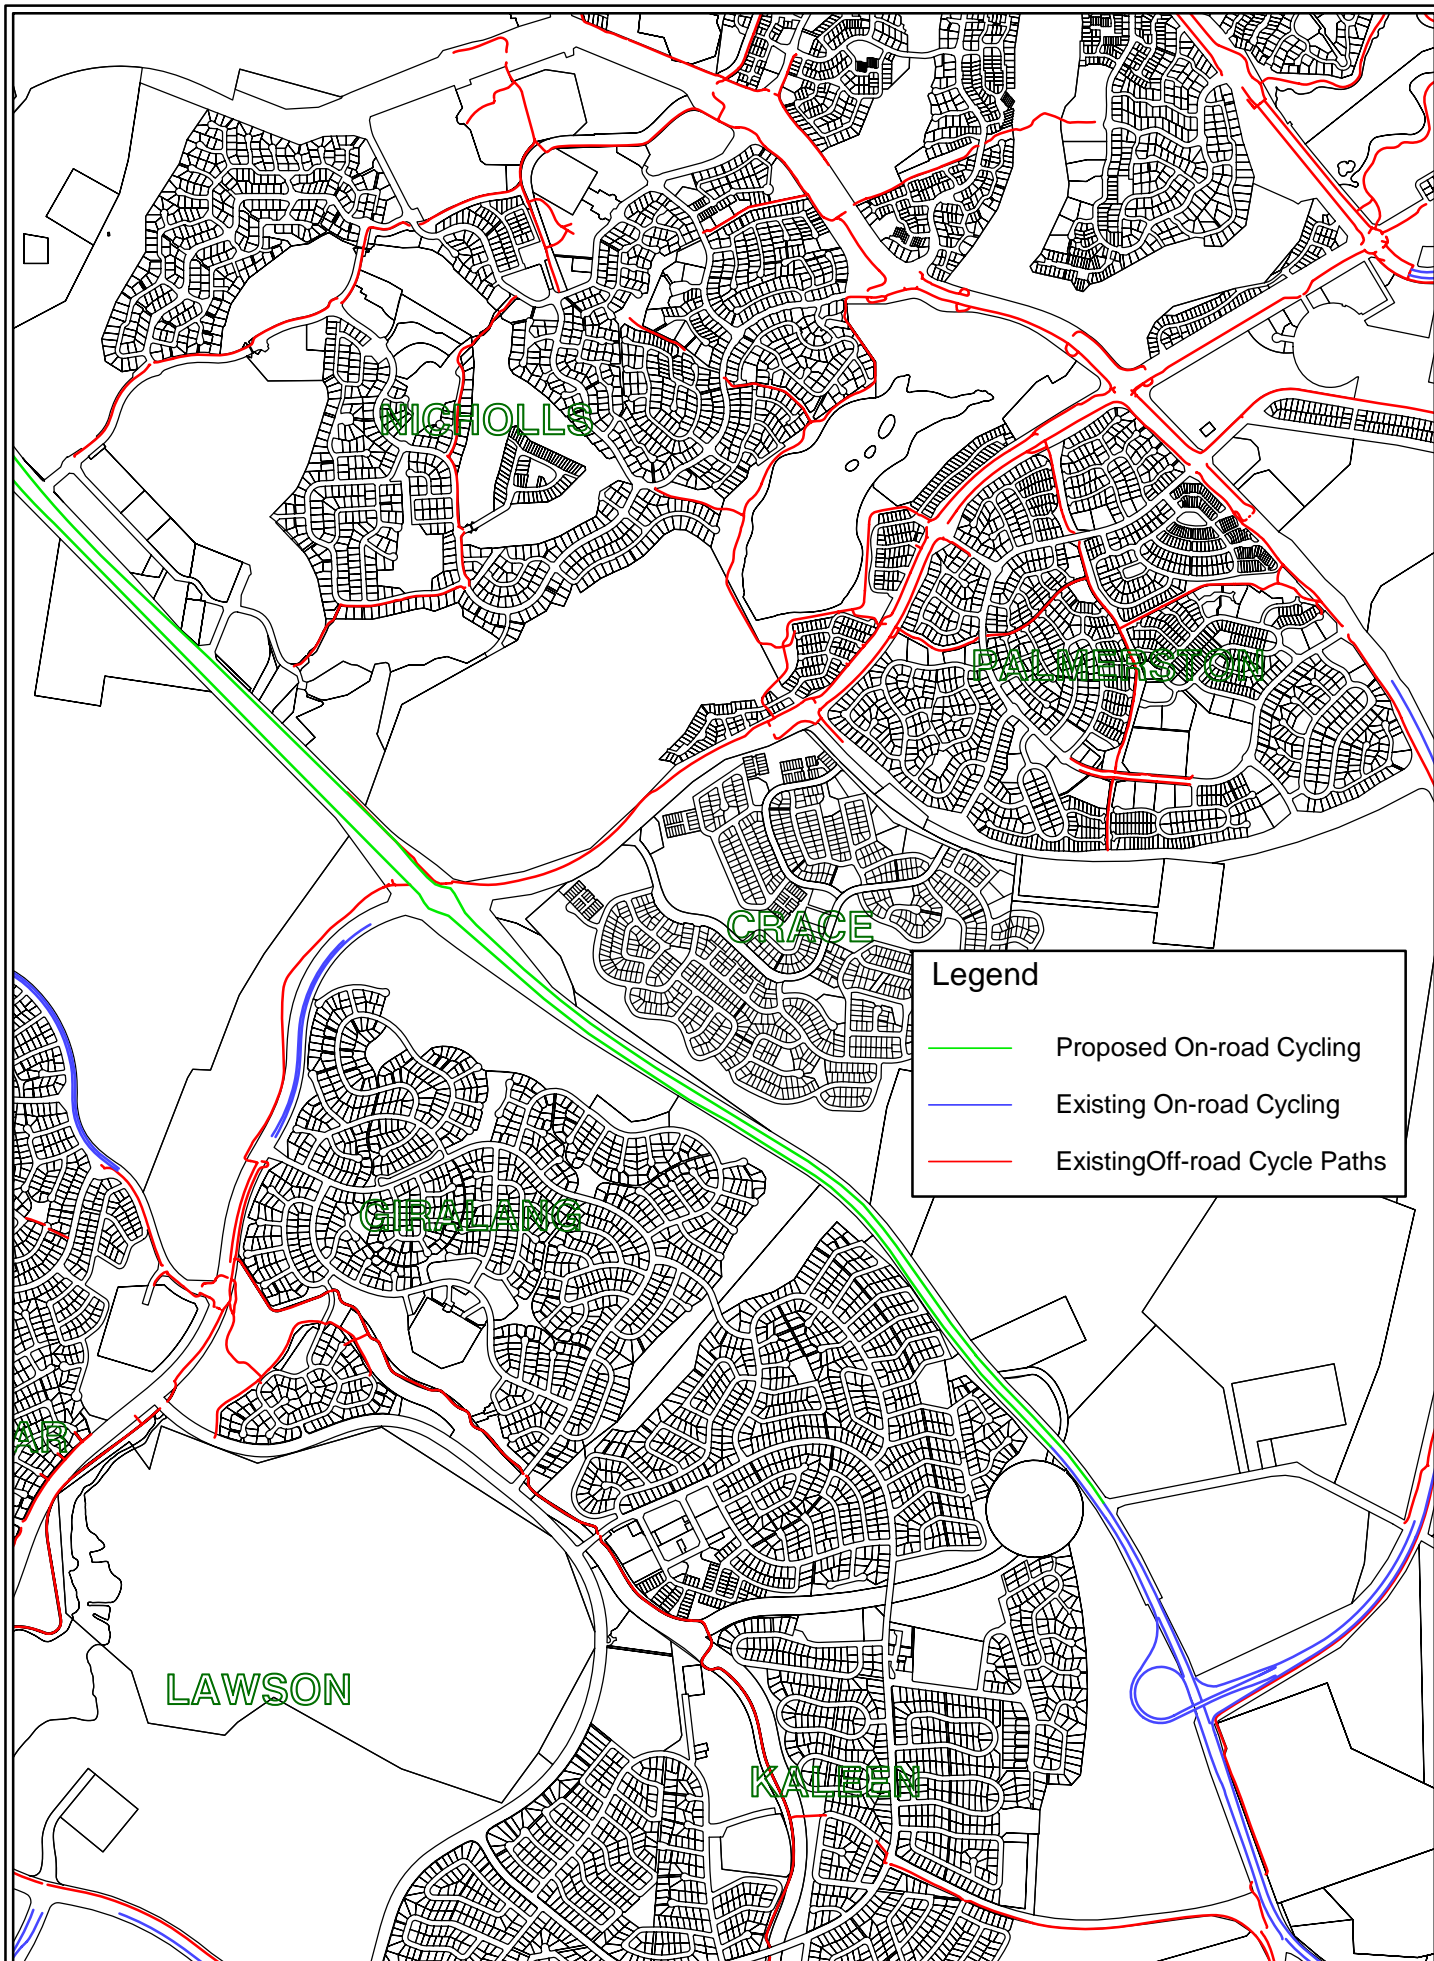 NICHOLLS
PALMERSTON
CRACE
Legend
Proposed On-road Cycling
Existing On-road Cycling
ExistingOff-road Cycle Paths
GIRALANG
AR
LAWSON
KALEEN